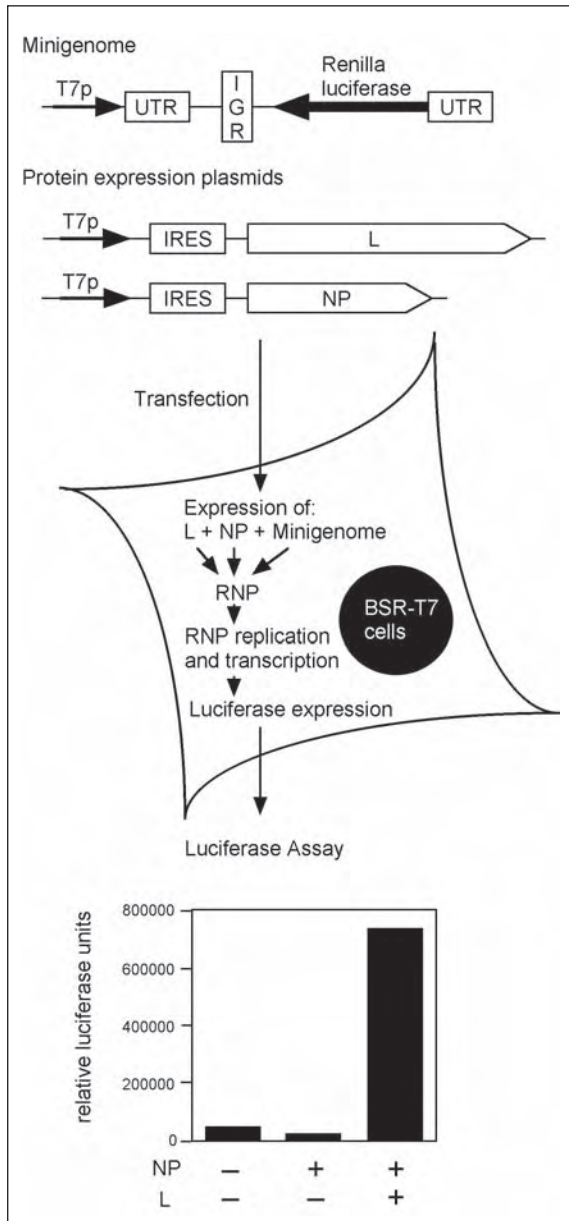 Minigenome
T7p UTR IGR Renilla luciferase UTR
Protein expression plasmids
T7p IRES L
T7p IRES NP
Transfection
Expression of:
L + NP + Minigenome
RNP
RNP replication
and transcription
Luciferase expression
BSR-T7
cells
Luciferase Assay
relative luciferase units
800000
600000
400000
200000
0
NP – + +
L – – +